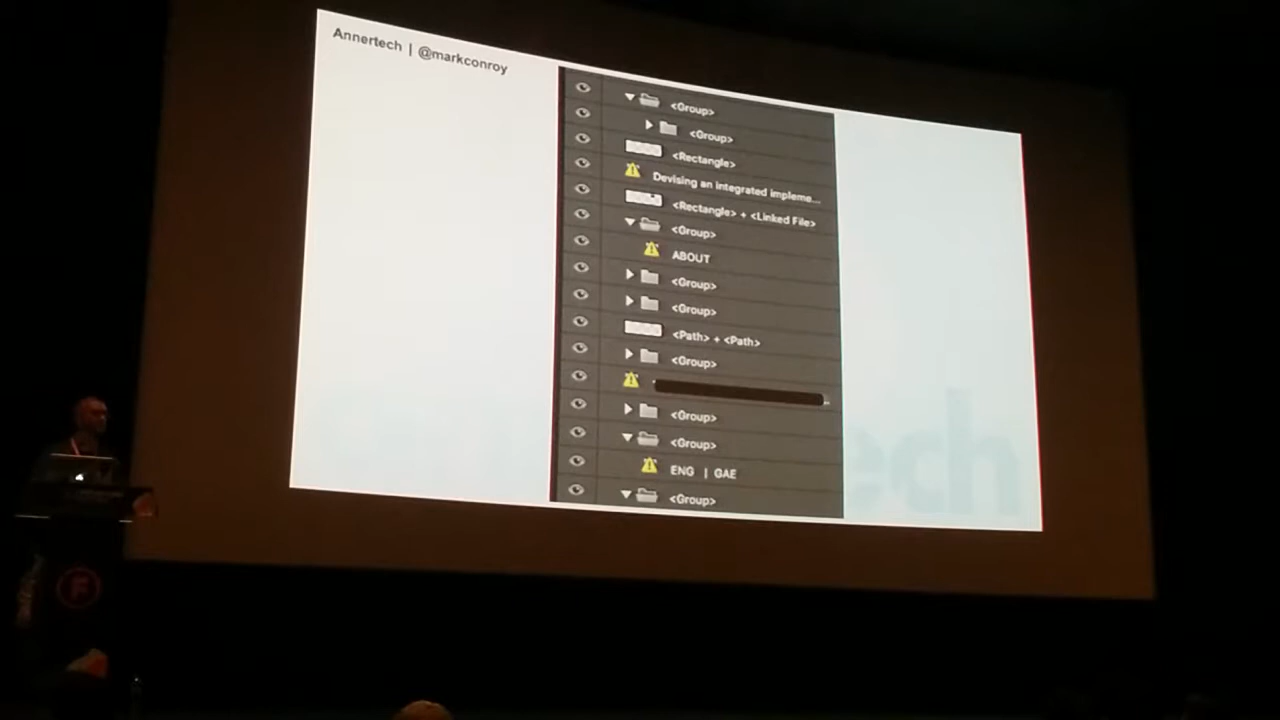 Annertech | @markconroy
<Group>
<Group>
<Rectangle>
Devising an integrated impleme...
<Rectangle> + <Linked File>
<Group>
ABOUT
<Group>
<Group>
<Path> + <Path>
<Group>
<Group>
<Group>
ENG | GAE
<Group>
ech